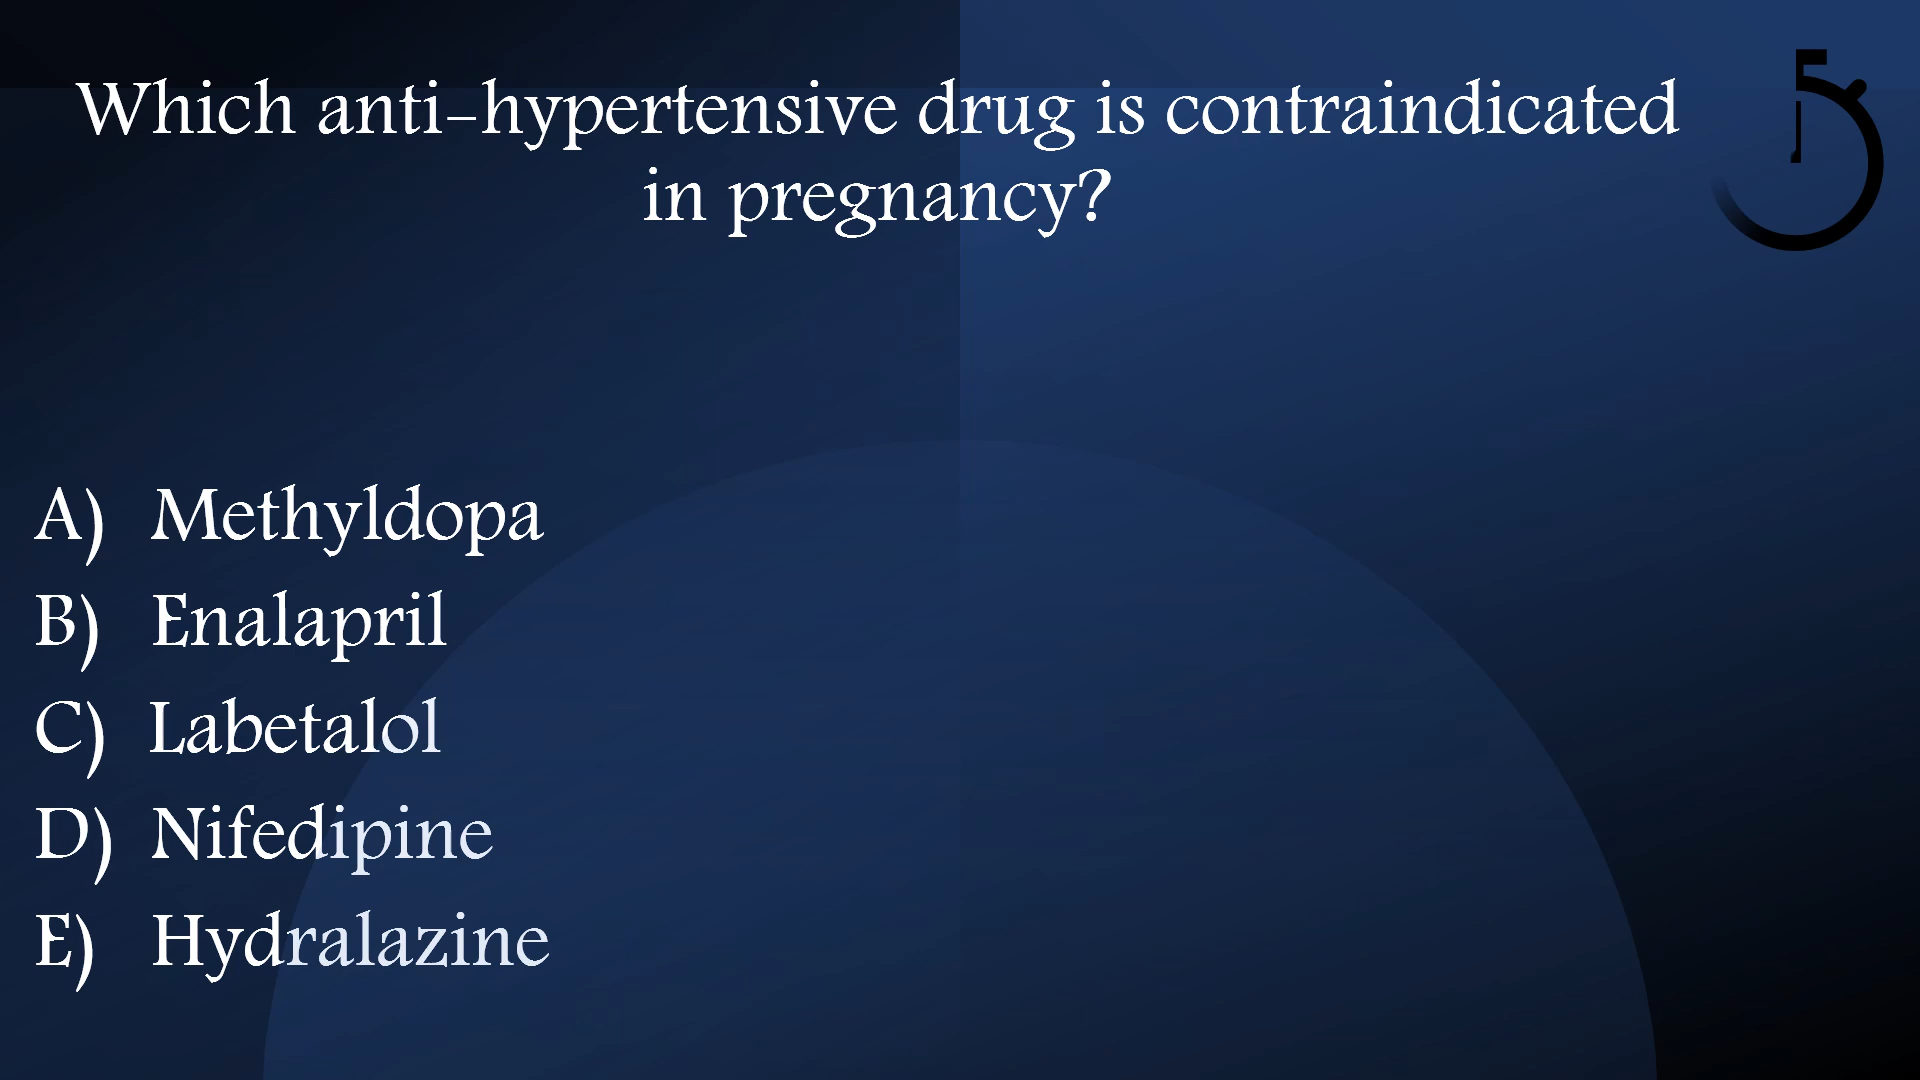 Which anti-hypertensive drug is contraindicated
in pregnancy?
A) Methyldopa
B) Enalapril
C) Labetalol
D) Nifedipine
E) Hydralazine